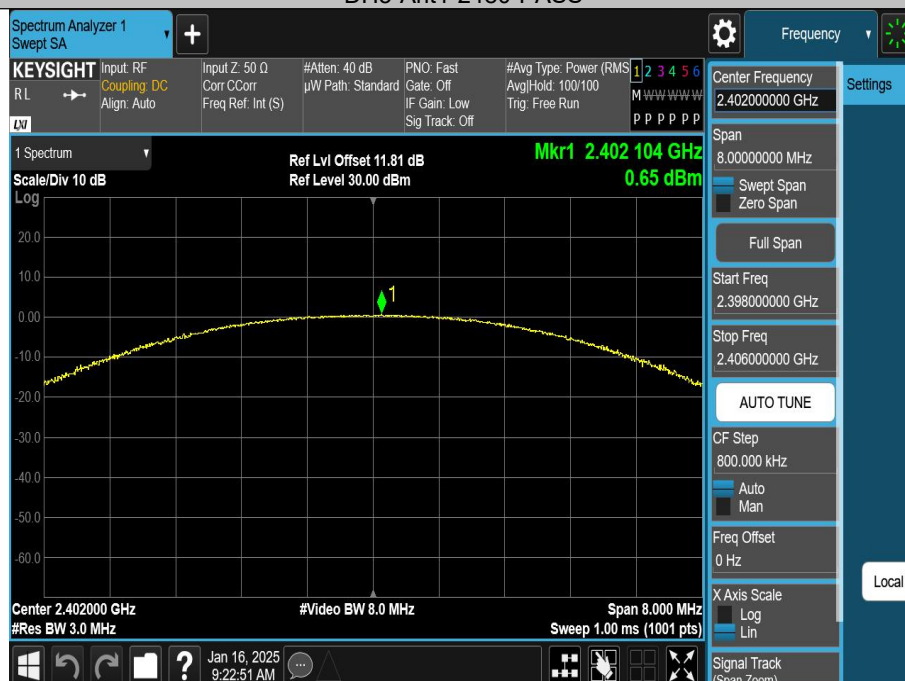 Spectrum Analyzer 1
Swept SA
Frequency
KEYSIGHT
RL
LXI
Input: RF
Coupling: DC
Align: Auto
Input Z: 50 Ω
Corr CCorr
Freq Ref: Int (S)
#Atten: 40 dB
µW Path: Standard
PNO: Fast
Gate: Off
IF Gain: Low
Sig Track: Off
#Avg Type: Power (RMS
Avg|Hold: 100/100
Trig: Free Run
1 2 3 4 5 6
M W W W W W
P P P P P P
Center Frequency
2.402000000 GHz
Settings
1 Spectrum
Scale/Div 10 dB
Log
Ref Lvl Offset 11.81 dB
Ref Level 30.00 dBm
Mkr1 2.402 104 GHz
0.65 dBm
Span
8.00000000 MHz
Swept Span
Zero Span
Full Span
Start Freq
2.398000000 GHz
Stop Freq
2.406000000 GHz
AUTO TUNE
CF Step
800.000 kHz
Auto
Man
Freq Offset
0 Hz
X Axis Scale
Log
Lin
Signal Track
(Span Zoom)
Local
20.0
10.0
0.00
-10.0
-20.0
-30.0
-40.0
-50.0
-60.0
1
Center 2.402000 GHz
#Res BW 3.0 MHz
#Video BW 8.0 MHz
Span 8.000 MHz
Sweep 1.00 ms (1001 pts)
Jan 16, 2025
9:22:51 AM